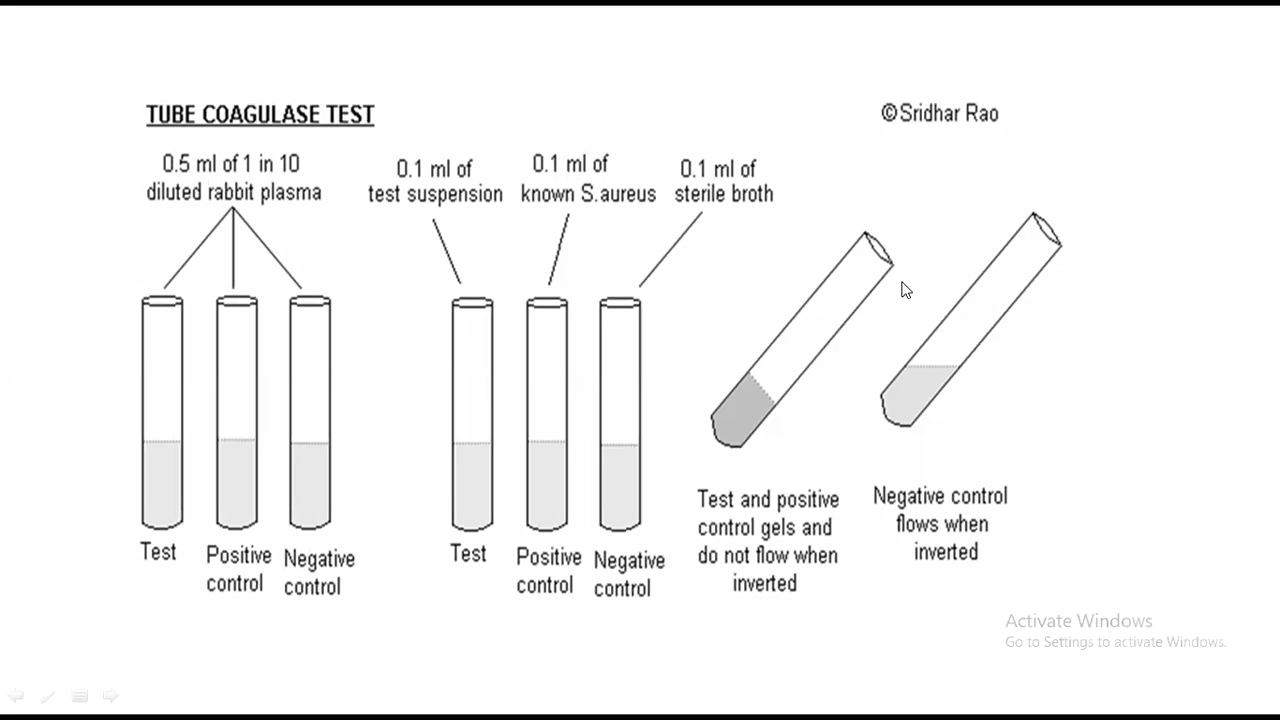 TUBE COAGULASE TEST
©Sridhar Rao
0.5 ml of 1 in 10
diluted rabbit plasma
0.1 ml of
test suspension
0.1 ml of
known S.aureus
0.1 ml of
sterile broth
Test
Positive
control
Negative
control
Test
Positive
control
Negative
control
Test and positive
control gels and
do not flow when
inverted
Negative control
flows when
inverted
Activate Windows
Go to Settings to activate Windows.